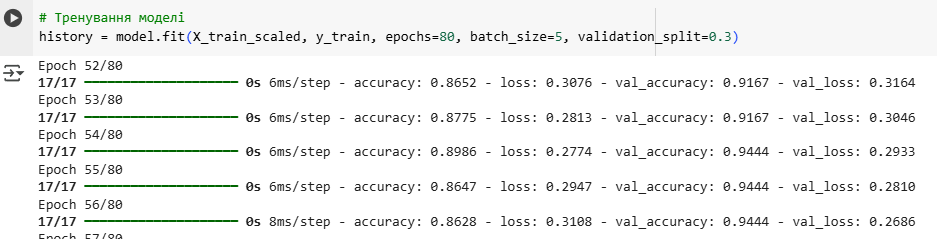 # Тренування моделі
history = model.fit(X_train_scaled, y_train, epochs=80, batch_size=5, validation_split=0.3)
Epoch 52/80
17/17 ━━━━━━━━━━━━━━━━━━━━ 0s 6ms/step - accuracy: 0.8652 - loss: 0.3076 - val_accuracy: 0.9167 - val_loss: 0.3164
Epoch 53/80
17/17 ━━━━━━━━━━━━━━━━━━━━ 0s 6ms/step - accuracy: 0.8775 - loss: 0.2813 - val_accuracy: 0.9167 - val_loss: 0.3046
Epoch 54/80
17/17 ━━━━━━━━━━━━━━━━━━━━ 0s 6ms/step - accuracy: 0.8986 - loss: 0.2774 - val_accuracy: 0.9444 - val_loss: 0.2933
Epoch 55/80
17/17 ━━━━━━━━━━━━━━━━━━━━ 0s 6ms/step - accuracy: 0.8647 - loss: 0.2947 - val_accuracy: 0.9444 - val_loss: 0.2810
Epoch 56/80
17/17 ━━━━━━━━━━━━━━━━━━━━ 0s 8ms/step - accuracy: 0.8628 - loss: 0.3108 - val_accuracy: 0.9444 - val_loss: 0.2686
Epoch 57/80